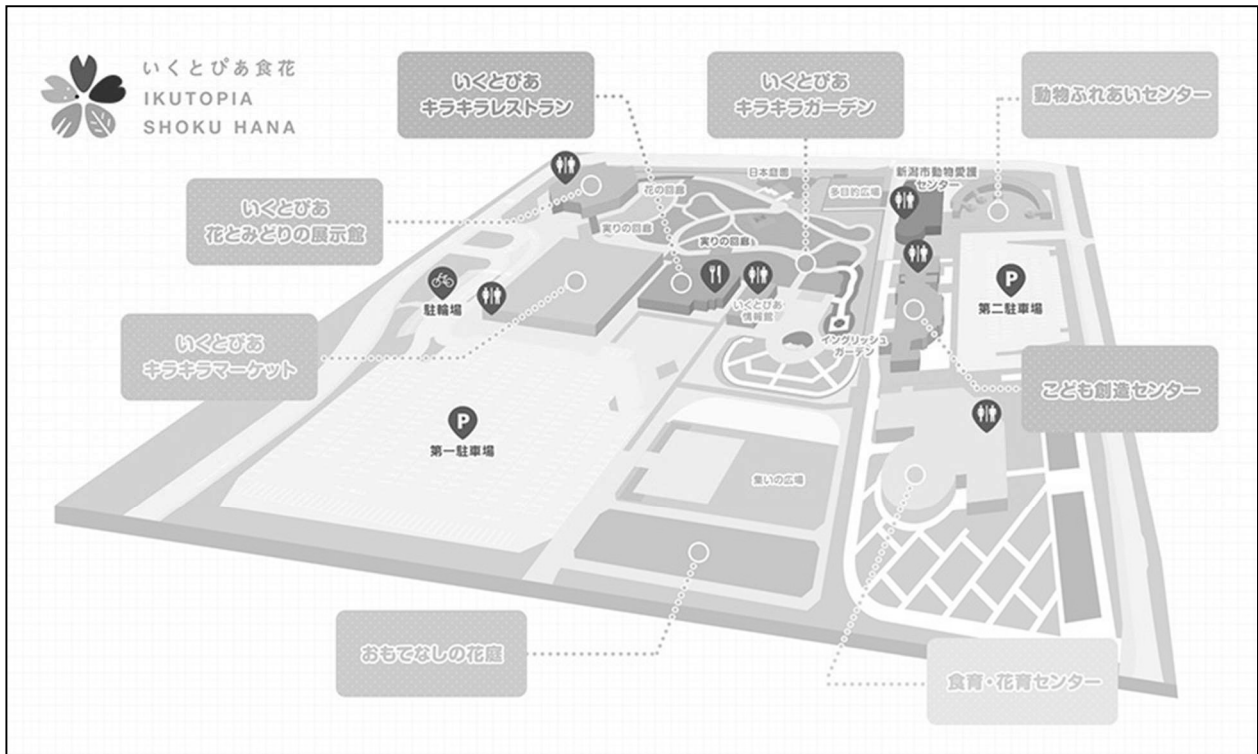 いくとぴあ食花
IKUTOPIA
SHOKU HANA
いくとぴあ
キラキラレストラン
いくとぴあ
キラキラガーデン
動物ふれあいセンター
いくとぴあ
花とみどりの展示館
花の回廊
日本庭園
多目的広場
新潟市動物愛護
センター
実りの回廊
実りの回廊
駐輪場
いくとぴあ
情報館
イングリッシュ
ガーデン
P
第二駐車場
いくとぴあ
キラキラマーケット
こども創造センター
P
第一駐車場
集いの広場
おもてなしの花庭
食育・花育センター